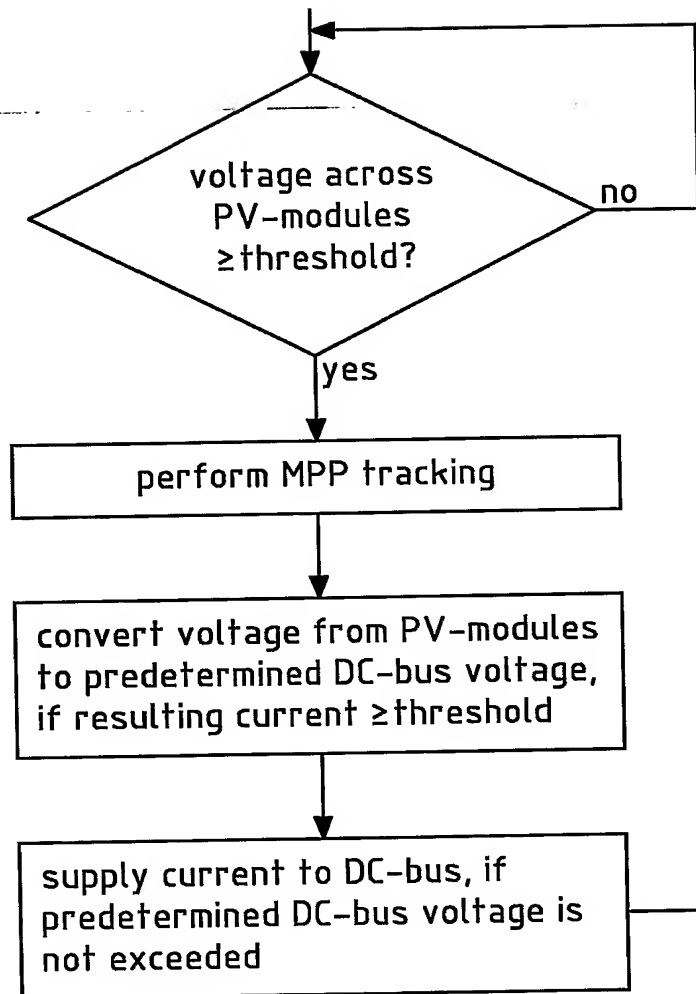 voltage across
PV-modules
≥threshold?
no
yes
perform MPP tracking
convert voltage from PV-modules
to predetermined DC-bus voltage,
if resulting current ≥threshold
supply current to DC-bus, if
predetermined DC-bus voltage is
not exceeded